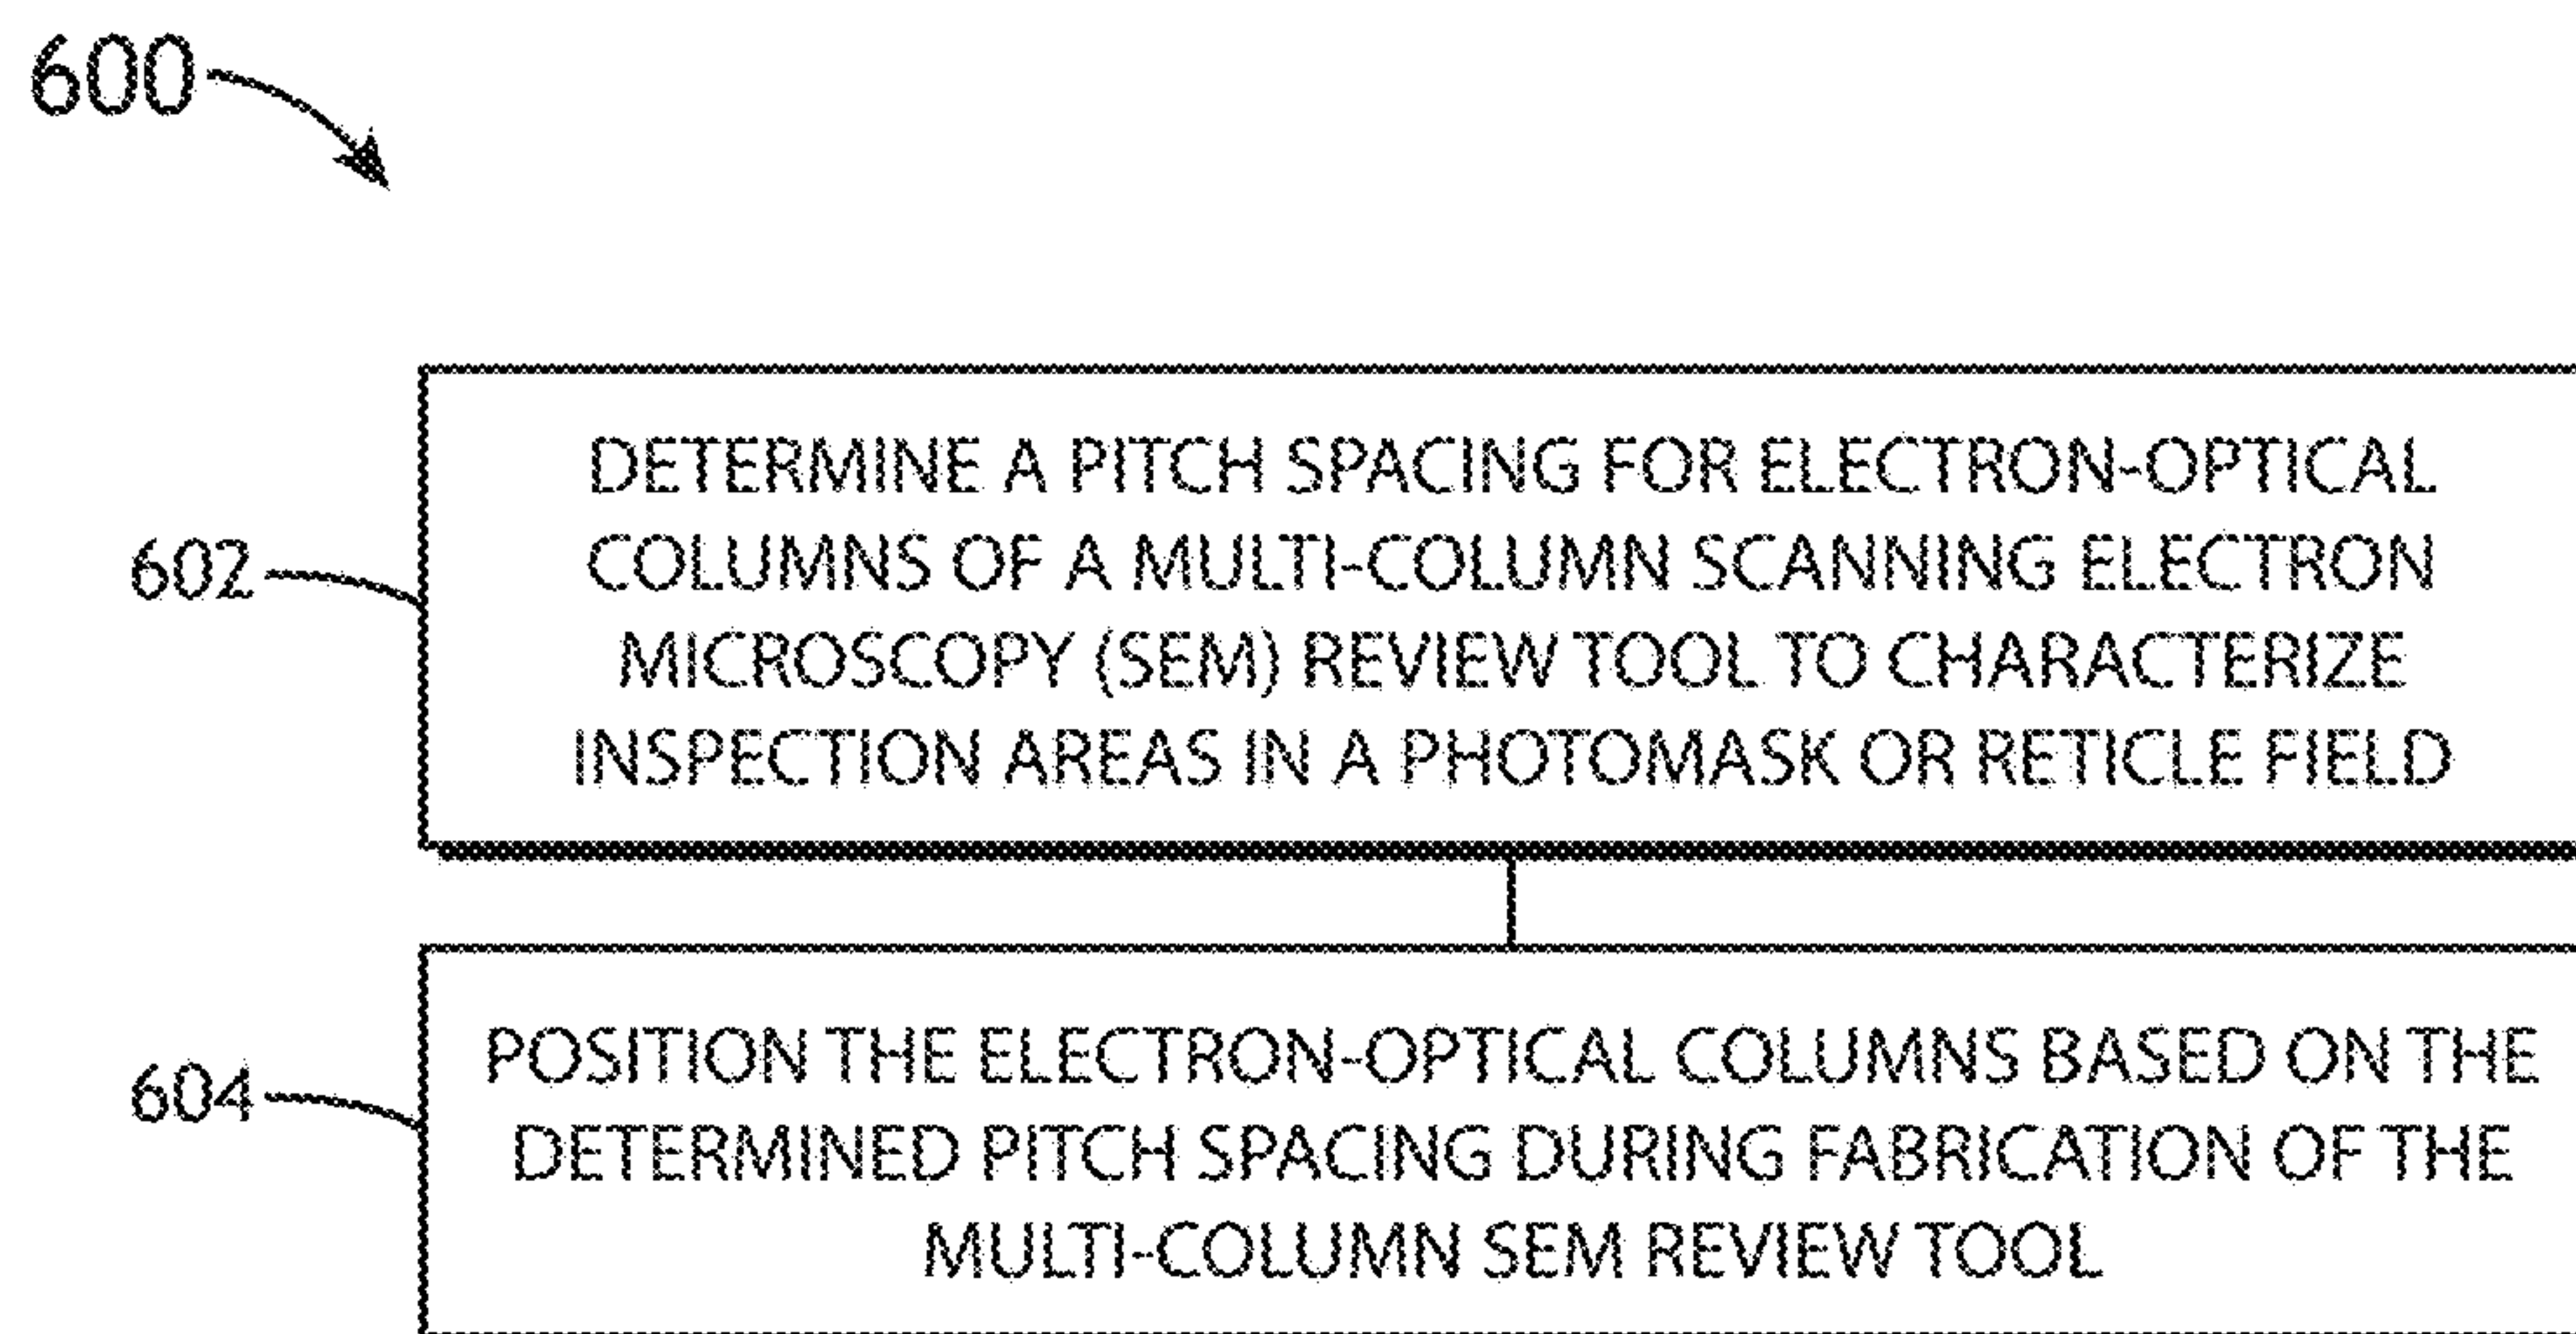 600
602
DETERMINE A PITCH SPACING FOR ELECTRON-OPTICAL
COLUMNS OF A MULTI-COLUMN SCANNING ELECTRON
MICROSCOPY (SEM) REVIEW TOOL TO CHARACTERIZE
INSPECTION AREAS IN A PHOTOMASK OR RETICLE FIELD
604
POSITION THE ELECTRON-OPTICAL COLUMNS BASED ON THE
DETERMINED PITCH SPACING DURING FABRICATION OF THE
MULTI-COLUMN SEM REVIEW TOOL